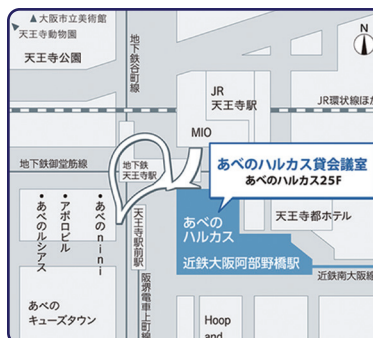 ▲大阪市立美術館
天王寺動物園
天王寺公園
地下鉄谷町線
N
JR
天王寺駅
JR環状線ほか
MIO
地下鉄御堂筋線
地下鉄
天王寺駅
あべのハルカス貸会議室
あべのハルカス25F
•あべのnini
•アポロビル
•あべのルシアス
天王寺駅前駅
あべの
ハルカス
天王寺都ホテル
近鉄大阪阿部野橋駅
近鉄南大阪線
阪堺電車上町線
あべの
キューズタウン
Hoop
and